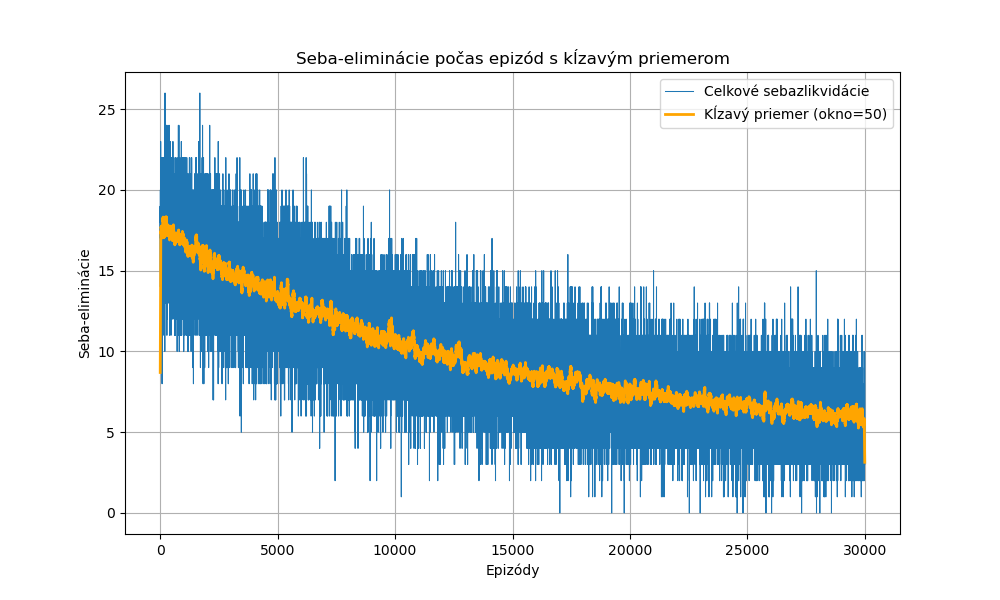 Seba-eliminácie počas epizód s kĺzavým priemerom
Celkové sebazlikvidácie
Kĺzavý priemer (okno=50)
Seba-eliminácie
25
20
15
10
5
0
0 5000 10000 15000 20000 25000 30000
Epizódy